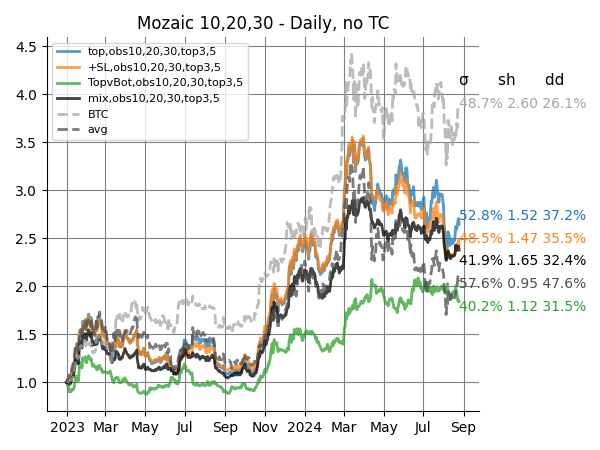 Mozaic 10,20,30 - Daily, no TC
top,obs10,20,30,top3,5
+SL,obs10,20,30,top3,5
TopvBot,obs10,20,30,top3,5
mix,obs10,20,30,top3,5
BTC
avg
σ sh dd
48.7% 2.60 26.1%
52.8% 1.52 37.2%
48.5% 1.47 35.5%
41.9% 1.65 32.4%
57.6% 0.95 47.6%
40.2% 1.12 31.5%
4.5
4.0
3.5
3.0
2.5
2.0
1.5
1.0
2023 Mar May Jul Sep Nov 2024 Mar May Jul Sep